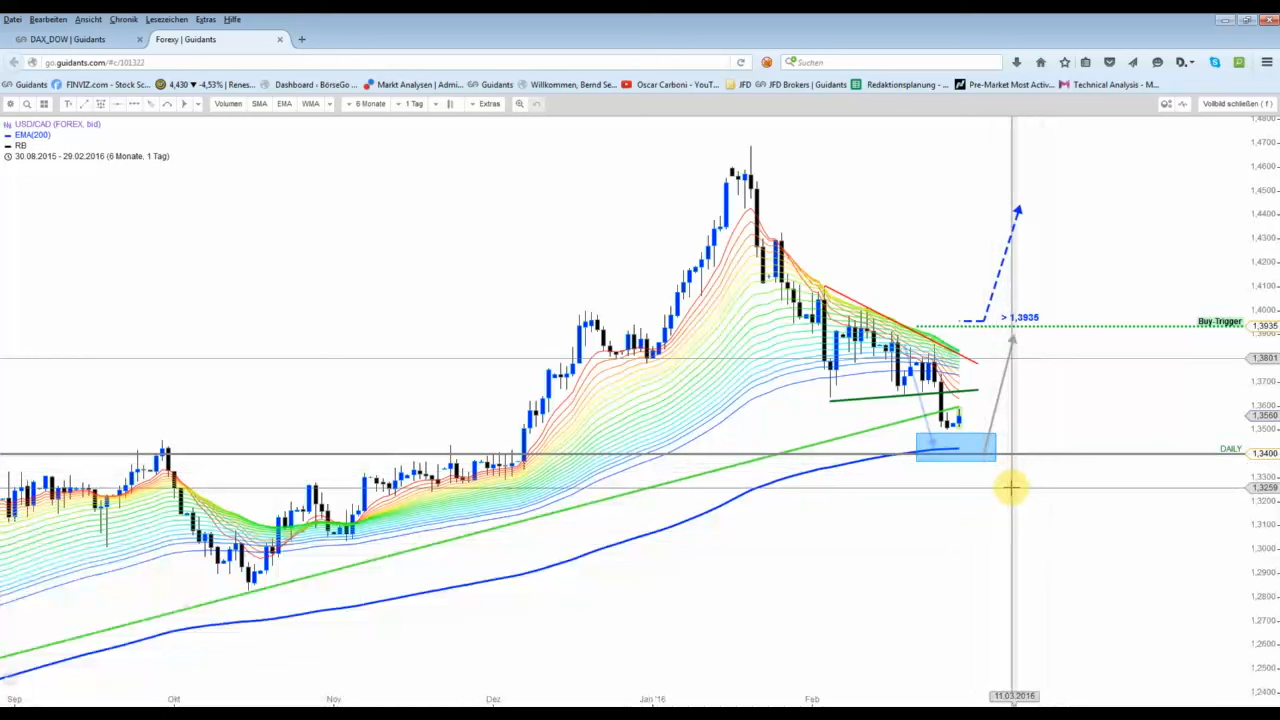 Datei Bearbeiten Ansicht Chronik Lesezeichen Extras Hilfe
DAX_DOW | Guidants × Forexy | Guidants × +
go.guidants.com/#c/101322 Suchen
Guidants FINVIZ.com - Stock Sc... 4,430 ▼ -4,53% | Renes... Dashboard ‹ BörseGo ... Markt Analysen | Admi... Guidants Willkommen, Bernd Se... Oscar Carboni - YouT... JFD JFD Brokers | Guidants Redaktionsplanung - ... Pre-Market Most Activ... Technical Analysis - M...
T Volumen SMA EMA WMA 6 Monate 1 Tag Extras Vollbild schließen ( f )
USD/CAD (FOREX, bid)
EMA(200)
RB
30.08.2015 - 29.02.2016 (6 Monate, 1 Tag)
1,4800
1,4700
1,4600
1,4500
1,4400
1,4300
1,4200
1,4100
1,4000
> 1,3935
Buy-Trigger
1,3935
1,3900
1,3801
1,3700
1,3600
1,3560
1,3500
DAILY
1,3400
1,3300
1,3259
1,3200
1,3100
1,3000
1,2900
1,2800
1,2700
1,2600
1,2500
1,2400
Sep Okt Nov Dez Jan '16 Feb 11.03.2016